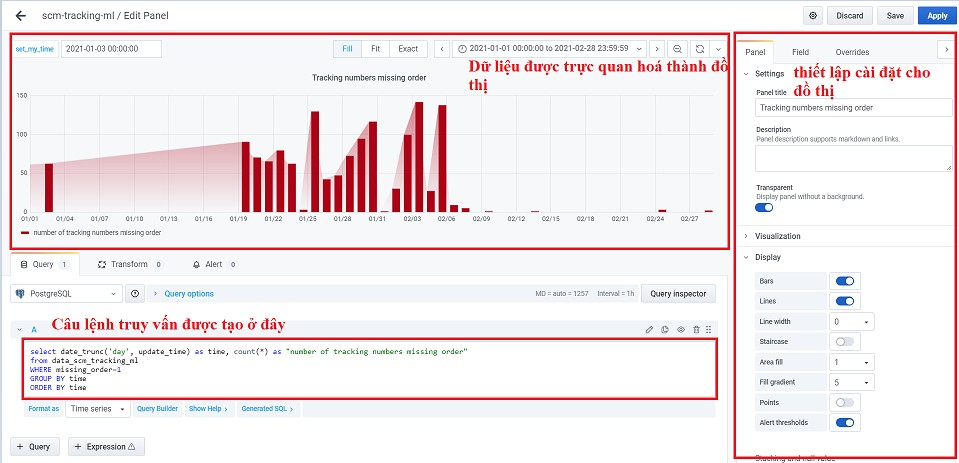 scm-tracking-ml / Edit Panel
Discard
Save
Apply
set_my_time
2021-01-03 00:00:00
Fill
Fit
Exact
2021-01-01 00:00:00 to 2021-02-28 23:59:59
Dữ liệu được trực quan hoá thành đồ
thị
Tracking numbers missing order
150
100
50
0
01/01 01/04 01/07 01/10 01/13 01/16 01/19 01/22 01/25 01/28 01/31 02/03 02/06 02/09 02/12 02/15 02/18 02/21 02/24 02/27
number of tracking numbers missing order
Panel
Field
Overrides
Settings
thiết lập cài đặt cho
đồ thị
Panel title
Tracking numbers missing order
Description
Panel description supports markdown and links.
Transparent
Display panel without a background.
Visualization
Display
Bars
Lines
Line width
0
Staircase
Area fill
1
Fill gradient
5
Points
Alert thresholds
Stacking and null value
Query 1
Transform 0
Alert 0
PostgreSQL
Query options
MD = auto = 1257
Interval = 1h
Query inspector
A
Câu lệnh truy vấn được tạo ở đây
select date_trunc('day', update_time) as time, count(*) as "number of tracking numbers missing order"
from data_scm_tracking_ml
WHERE missing_order=1
GROUP BY time
ORDER BY time
Format as
Time series
Query Builder
Show Help
Generated SQL
+ Query
+ Expression